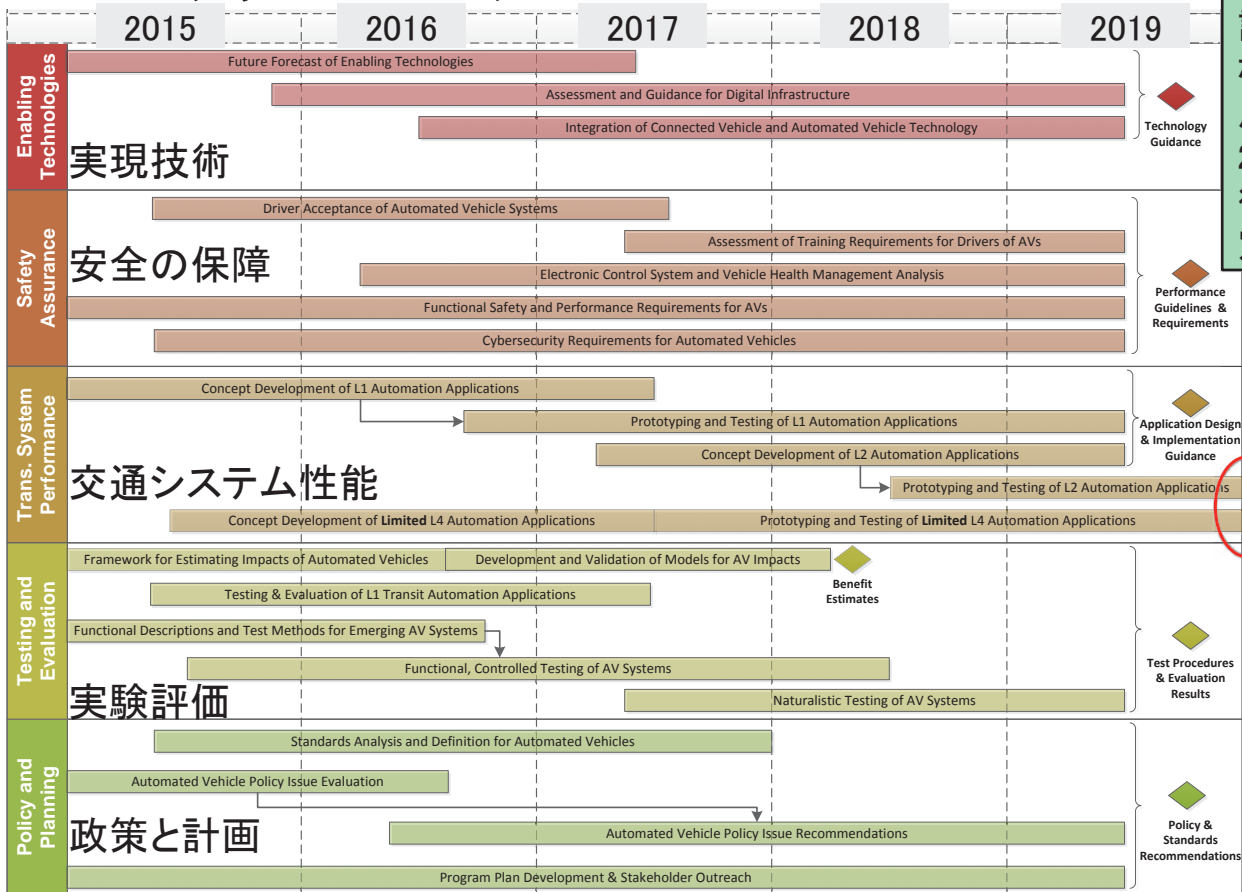 2015
2016
2017
2018
2019
Enabling
Technologies
実現技術
Future Forecast of Enabling Technologies
Assessment and Guidance for Digital Infrastructure
Integration of Connected Vehicle and Automated Vehicle Technology
Technology
Guidance
Safety
Assurance
安全の保障
Driver Acceptance of Automated Vehicle Systems
Assessment of Training Requirements for Drivers of AVs
Electronic Control System and Vehicle Health Management Analysis
Functional Safety and Performance Requirements for AVs
Cybersecurity Requirements for Automated Vehicles
Performance
Guidelines &
Requirements
Trans. System
Performance
交通システム性能
Concept Development of L1 Automation Applications
Prototyping and Testing of L1 Automation Applications
Concept Development of L2 Automation Applications
Prototyping and Testing of L2 Automation Applications
Concept Development of Limited L4 Automation Applications
Prototyping and Testing of Limited L4 Automation Applications
Application Design
& Implementation
Guidance
Testing and
Evaluation
実験評価
Framework for Estimating Impacts of Automated Vehicles
Development and Validation of Models for AV Impacts
Benefit
Estimates
Testing & Evaluation of L1 Transit Automation Applications
Functional Descriptions and Test Methods for Emerging AV Systems
Functional, Controlled Testing of AV Systems
Naturalistic Testing of AV Systems
Test Procedures
& Evaluation
Results
Policy and
Planning
政策と計画
Standards Analysis and Definition for Automated Vehicles
Automated Vehicle Policy Issue Evaluation
Automated Vehicle Policy Issue Recommendations
Program Plan Development & Stakeholder Outreach
Policy &
Standards
Recommendations